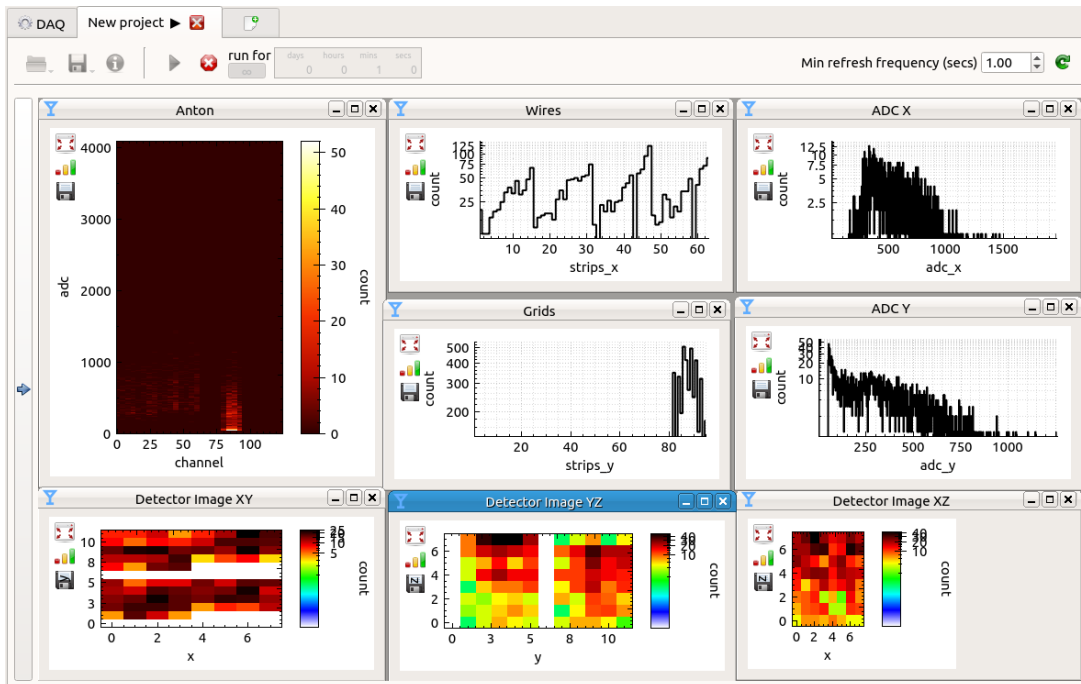 DAQ
New project ▶
run for
∞
days hours mins secs
0 0 1 0
Min refresh frequency (secs) 1.00
Anton
4000
3000
2000
1000
0
adc
0 25 50 75 100
channel
50
40
30
20
10
0
count
Wires
125
100
75
50
25
count
10 20 30 40 50 60
strips_x
ADC X
12.5
10
7.5
5
2.5
count
500 1000 1500
adc_x
Grids
500
400
300
200
count
20 40 60 80
strips_y
ADC Y
50
40
30
20
10
count
250 500 750 1000
adc_y
Detector Image XY
10
8
5
3
0
0 2 4 6
x
25
10
5
count
Detector Image YZ
6
4
2
0
0 3 5 8 10
y
40
20
10
count
Detector Image XZ
6
4
2
0
0 2 4 6
x
40
20
10
count